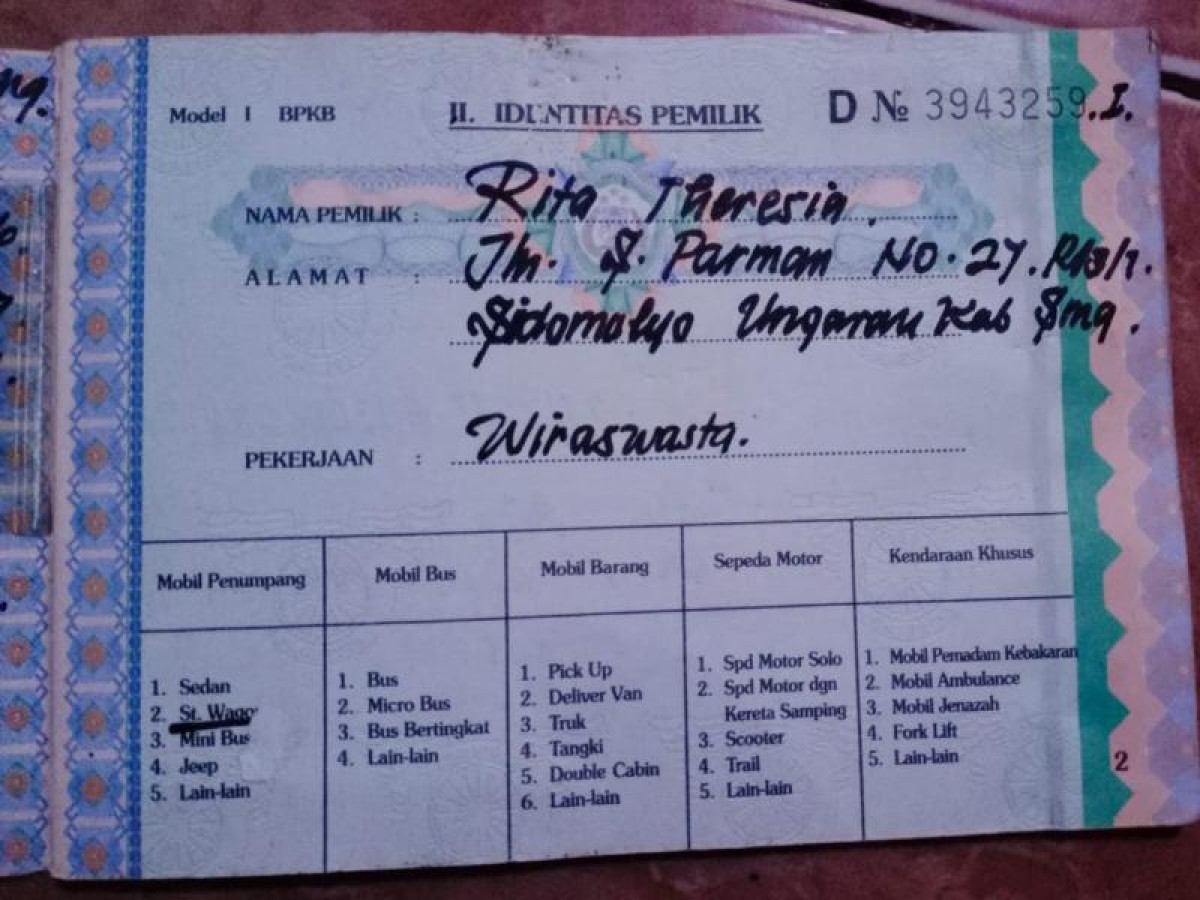 Model I BPKB II. IDENTITAS PEMILIK D № 3943259.I.
NAMA PEMILIK : Rita Theresia.
ALAMAT : Jln. S. Parman No. 27. R/3/1.
Sidomulyo Ungaran Kab Smg.
PEKERJAAN : Wiraswasta.
Mobil Penumpang
1. Sedan
2. St. Wagon
3. Mini Bus
4. Jeep
5. Lain-lain
Mobil Bus
1. Bus
2. Micro Bus
3. Bus Bertingkat
4. Lain-lain
Mobil Barang
1. Pick Up
2. Deliver Van
3. Truk
4. Tangki
5. Double Cabin
6. Lain-lain
Sepeda Motor
1. Spd Motor Solo
2. Spd Motor dgn
Kereta Samping
3. Scooter
4. Trail
5. Lain-lain
Kendaraan Khusus
1. Mobil Pemadam Kebakaran
2. Mobil Ambulance
3. Mobil Jenazah
4. Fork Lift
5. Lain-lain
2